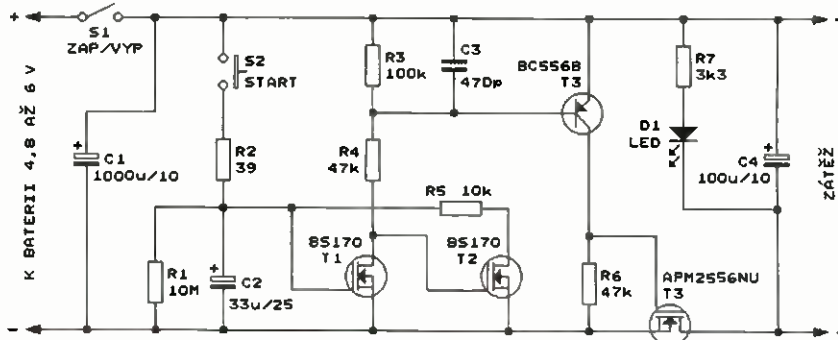 +
S1
ZAP/VYP
K BATERII 4,8 AŽ 6 V
S2
START
R3
100k
C3
470p
BC556B
T3
R7
3k3
+
D1
LED
+
C4
100u/10
ZÁTĚŽ
+
C1
1000u/10
R2
39
R4
47k
R5 10k
R1
10M
+
C2
33u/25
BS170
T1
BS170
T2
R6
47k
APM2556NU
T3
-
-